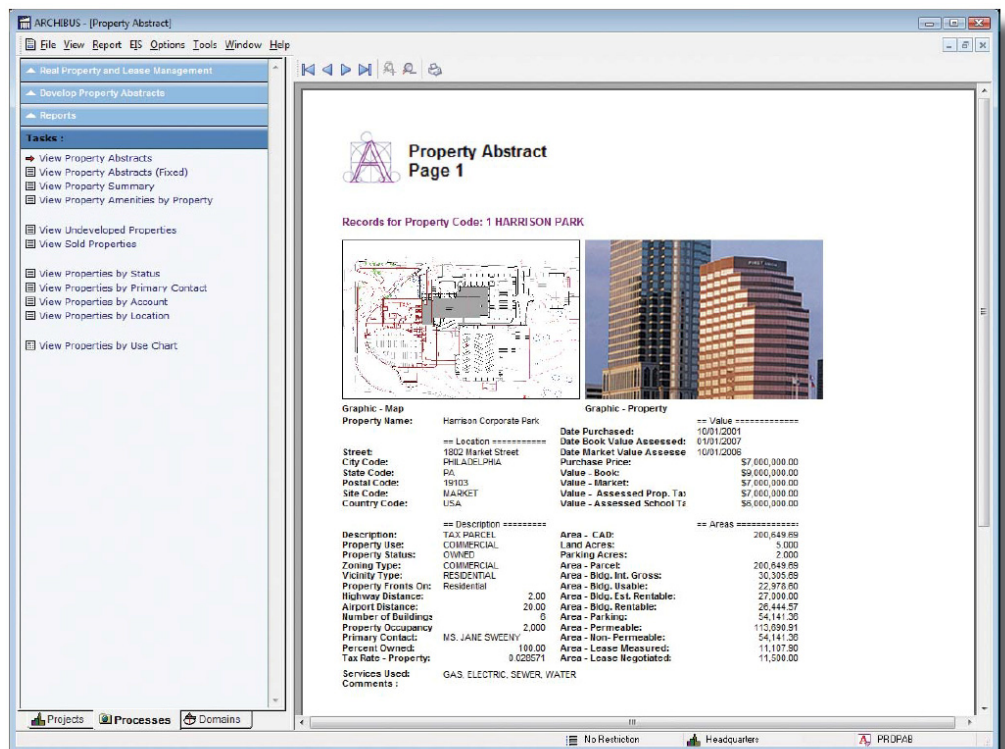 ARCHIBUS - [Property Abstract]
File View Report EIS Options Tools Window Help
Real Property and Lease Management
Develop Property Abstracts
Reports
Tasks :
View Property Abstracts
View Property Abstracts (Fixed)
View Property Summary
View Property Amenities by Property
View Undeveloped Properties
View Sold Properties
View Properties by Status
View Properties by Primary Contact
View Properties by Account
View Properties by Location
View Properties by Use Chart
Projects Processes Domains
Property Abstract
Page 1
Records for Property Code: 1 HARRISON PARK
Graphic - Map Graphic - Property
Property Name: Harrison Corporate Park == Value =============
Date Purchased: 10/01/2001
== Location =========== Date Book Value Assessed: 01/01/2007
Street: 1802 Market Street Date Market Value Assesse 10/01/2006
City Code: PHILADELPHIA Purchase Price: $7,000,000.00
State Code: PA Value - Book: $9,000,000.00
Postal Code: 19103 Value - Market: $7,000,000.00
Site Code: MARKET Value - Assessed Prop. Ta $7,000,000.00
Country Code: USA Value - Assessed School Ta $6,000,000.00
== Description ========= == Areas =============
Description: TAX PARCEL Area - CAD: 200,649.69
Property Use: COMMERCIAL Land Acres: 5.000
Property Status: OWNED Parking Acres: 2.000
Zoning Type: COMMERCIAL Area - Parcel: 200,649.69
Vicinity Type: RESIDENTIAL Area - Bldg. Int. Gross: 30,305.69
Property Fronts On: Residential Area - Bldg. Usable: 22,978.60
Highway Distance: 2.00 Area - Bldg. Est. Rentable: 27,000.00
Airport Distance: 20.00 Area - Bldg. Rentable: 26,444.57
Number of Buildings 6 Area - Parking: 54,141.36
Property Occupancy 2,000 Area - Permeable: 113,690.91
Primary Contact: MS. JANE SWEENY Area - Non- Permeable: 54,141.36
Percent Owned: 100.00 Area - Lease Measured: 11,107.90
Tax Rate - Property: 0.028571 Area - Lease Negotiated: 11,500.00
Services Used: GAS, ELECTRIC, SEWER, WATER
Comments :
No Restriction Headquarters PROPAB